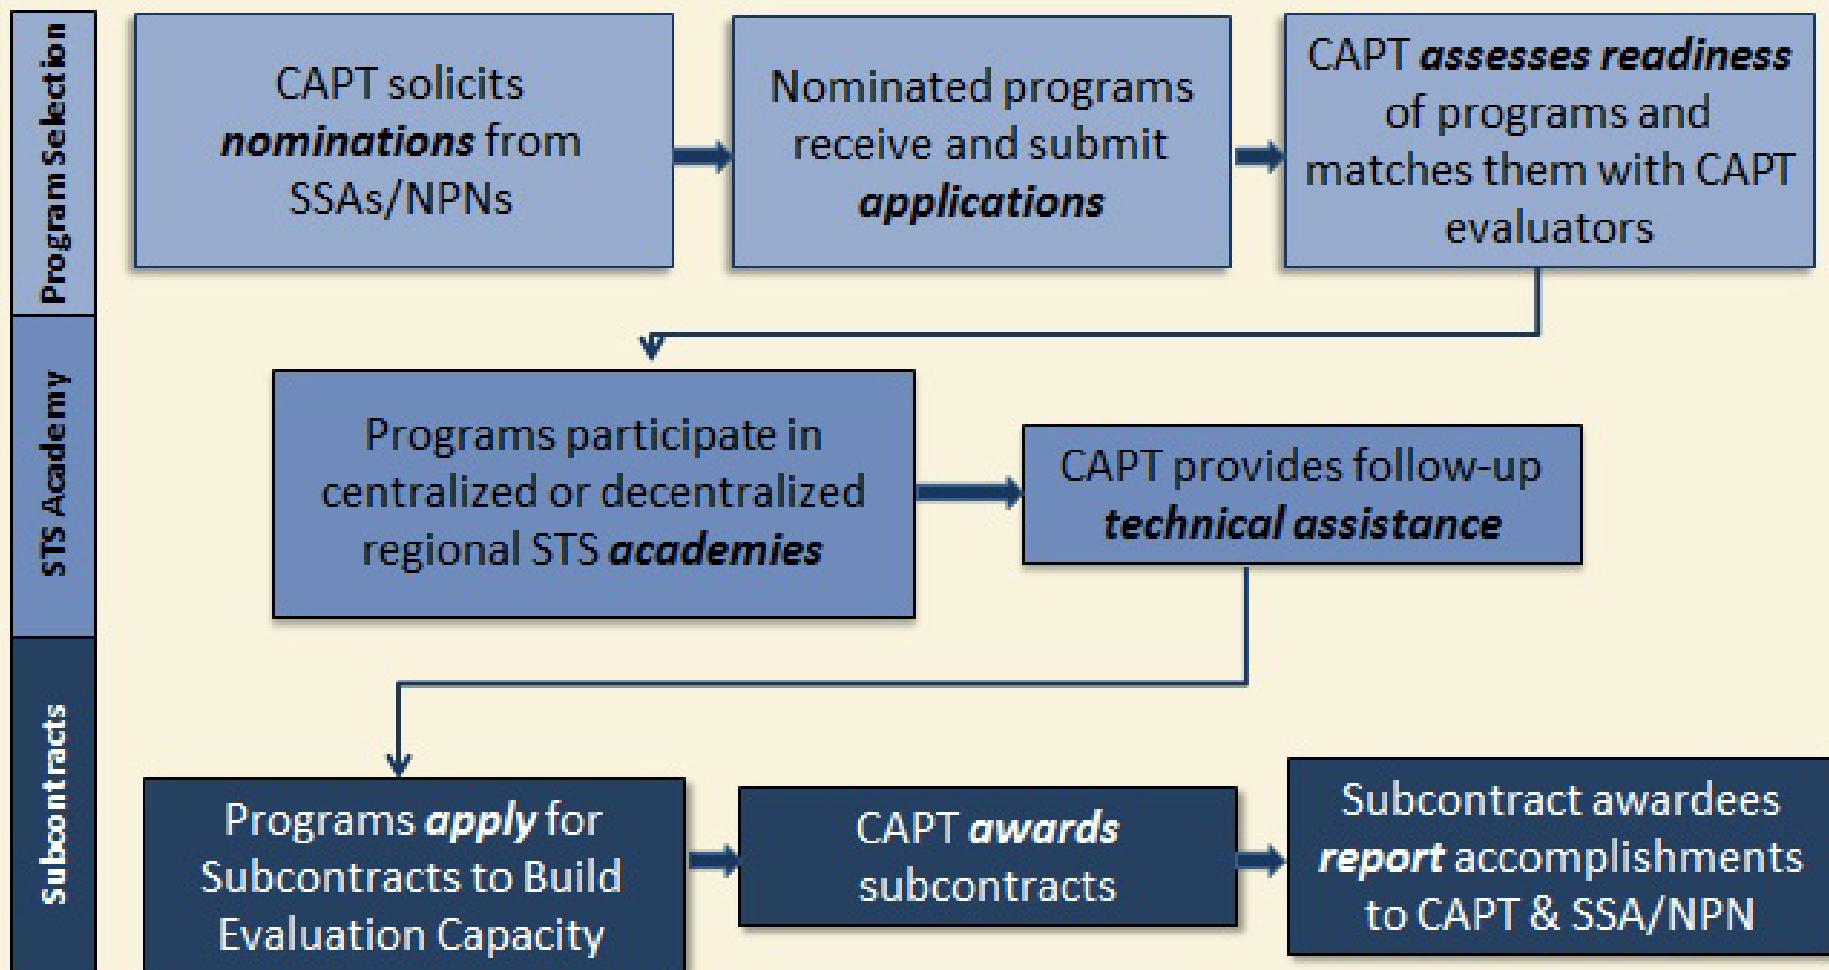 Program Selection
CAPT solicits
nominations from
SSAs/NPNs
Nominated programs
receive and submit
applications
CAPT assesses readiness
of programs and
matches them with CAPT
evaluators
STS Academy
Programs participate in
centralized or decentralized
regional STS academies
CAPT provides follow-up
technical assistance
Subcontracts
Programs apply for
Subcontracts to Build
Evaluation Capacity
CAPT awards
subcontracts
Subcontract awardees
report accomplishments
to CAPT & SSA/NPN